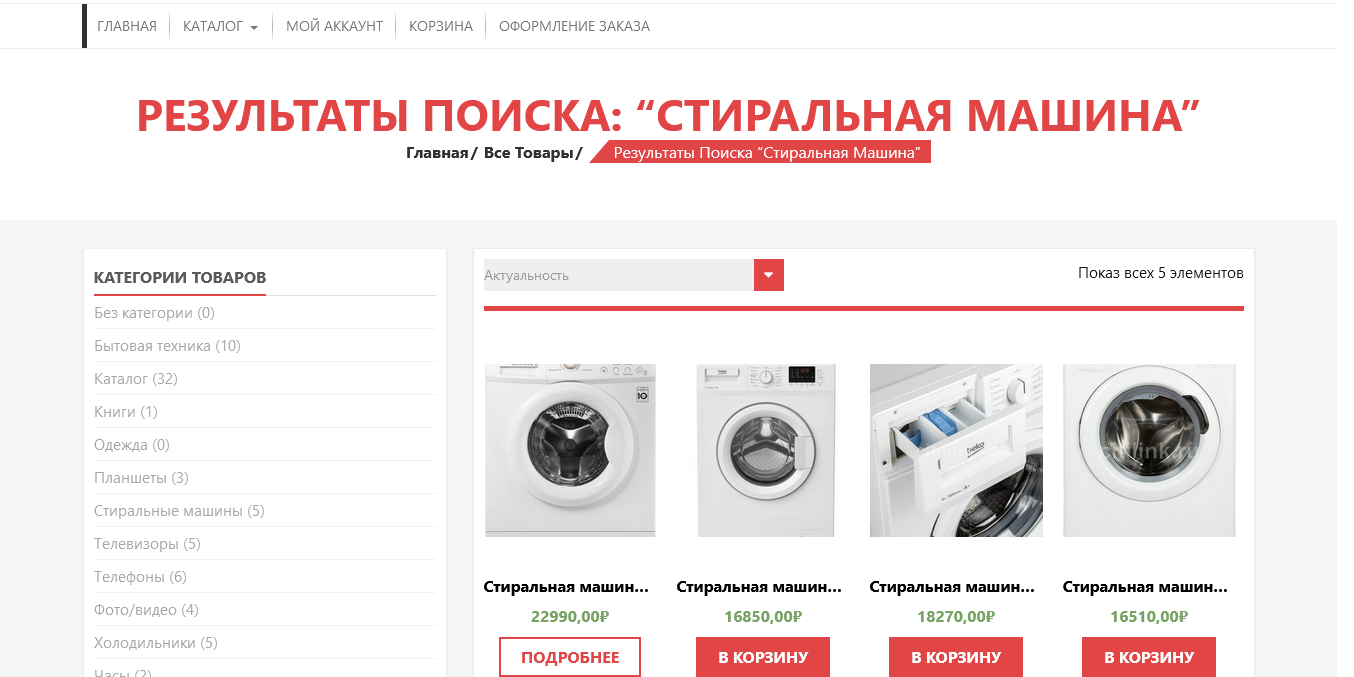 ГЛАВНАЯ
КАТАЛОГ
МОЙ АККАУНТ
КОРЗИНА
ОФОРМЛЕНИЕ ЗАКАЗА
РЕЗУЛЬТАТЫ ПОИСКА: “СТИРАЛЬНАЯ МАШИНА”
Главная/ Все Товары/ Результаты Поиска “Стиральная Машина”
КАТЕГОРИИ ТОВАРОВ
Без категории (0)
Бытовая техника (10)
Каталог (32)
Книги (1)
Одежда (0)
Планшеты (3)
Стиральные машины (5)
Телевизоры (5)
Телефоны (6)
Фото/видео (4)
Холодильники (5)
Часы (2)
Актуальность
Показ всех 5 элементов
beko
Стиральная машин...
22990,00₽
ПОДРОБНЕЕ
Стиральная машин...
16850,00₽
В КОРЗИНУ
Стиральная машин...
18270,00₽
В КОРЗИНУ
Стиральная машин...
16510,00₽
В КОРЗИНУ